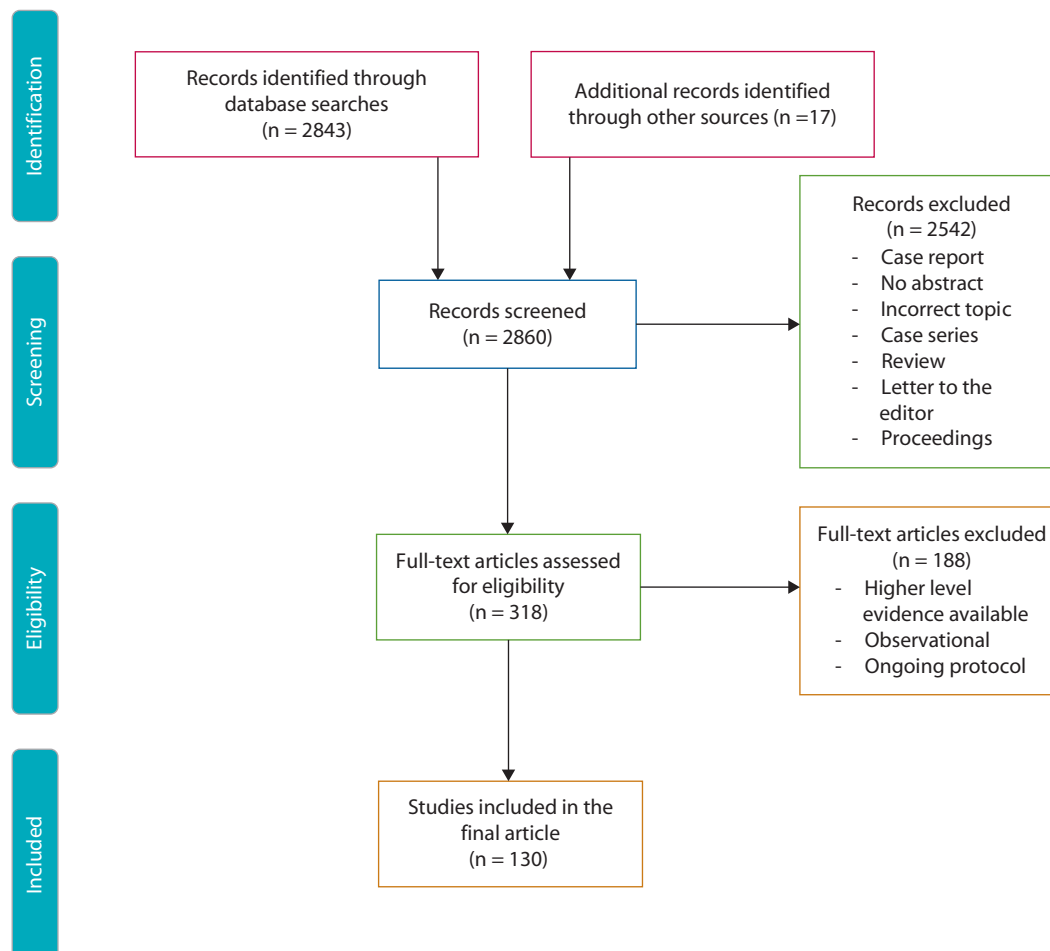 Identification
Records identified through
database searches
(n = 2843)
Additional records identified
through other sources (n =17)
Records excluded
(n = 2542)
- Case report
- No abstract
- Incorrect topic
- Case series
- Review
- Letter to the
editor
- Proceedings
Screening
Records screened
(n = 2860)
Eligibility
Full-text articles assessed
for eligibility
(n = 318)
Full-text articles excluded
(n = 188)
- Higher level
evidence available
- Observational
- Ongoing protocol
Included
Studies included in the
final article
(n = 130)